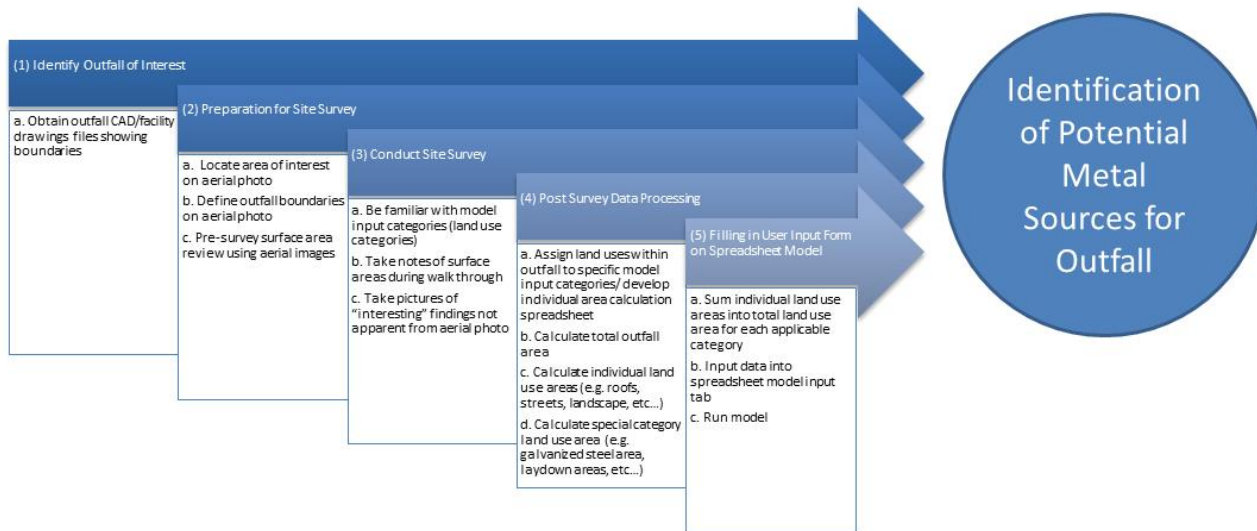 (1) Identify Outfall of Interest
a. Obtain outfall CAD/facility
drawings files showing
boundaries
(2) Preparation for Site Survey
a. Locate area of interest
on aerial photo
b. Define outfall boundaries
on aerial photo
c. Pre-survey surface area
review using aerial images
(3) Conduct Site Survey
a. Be familiar with model
input categories (land use
categories)
b. Take notes of surface
areas during walk through
c. Take pictures of
"interesting" findings not
apparent from aerial photo
(4) Post Survey Data Processing
a. Assign land uses within
outfall to specific model
input categories/ develop
individual area calculation
spreadsheet
b. Calculate total outfall
area
c. Calculate individual land
use areas (e.g. roofs,
streets, landscape, etc...)
d. Calculate special category
land use area (e.g.
galvanized steel area,
laydown areas, etc...)
(5) Filling in User Input Form
on Spreadsheet Model
a. Sum individual land use
areas into total land use
area for each applicable
category
b. Input data into
spreadsheet model input
tab
c. Run model
Identification
of Potential
Metal
Sources for
Outfall